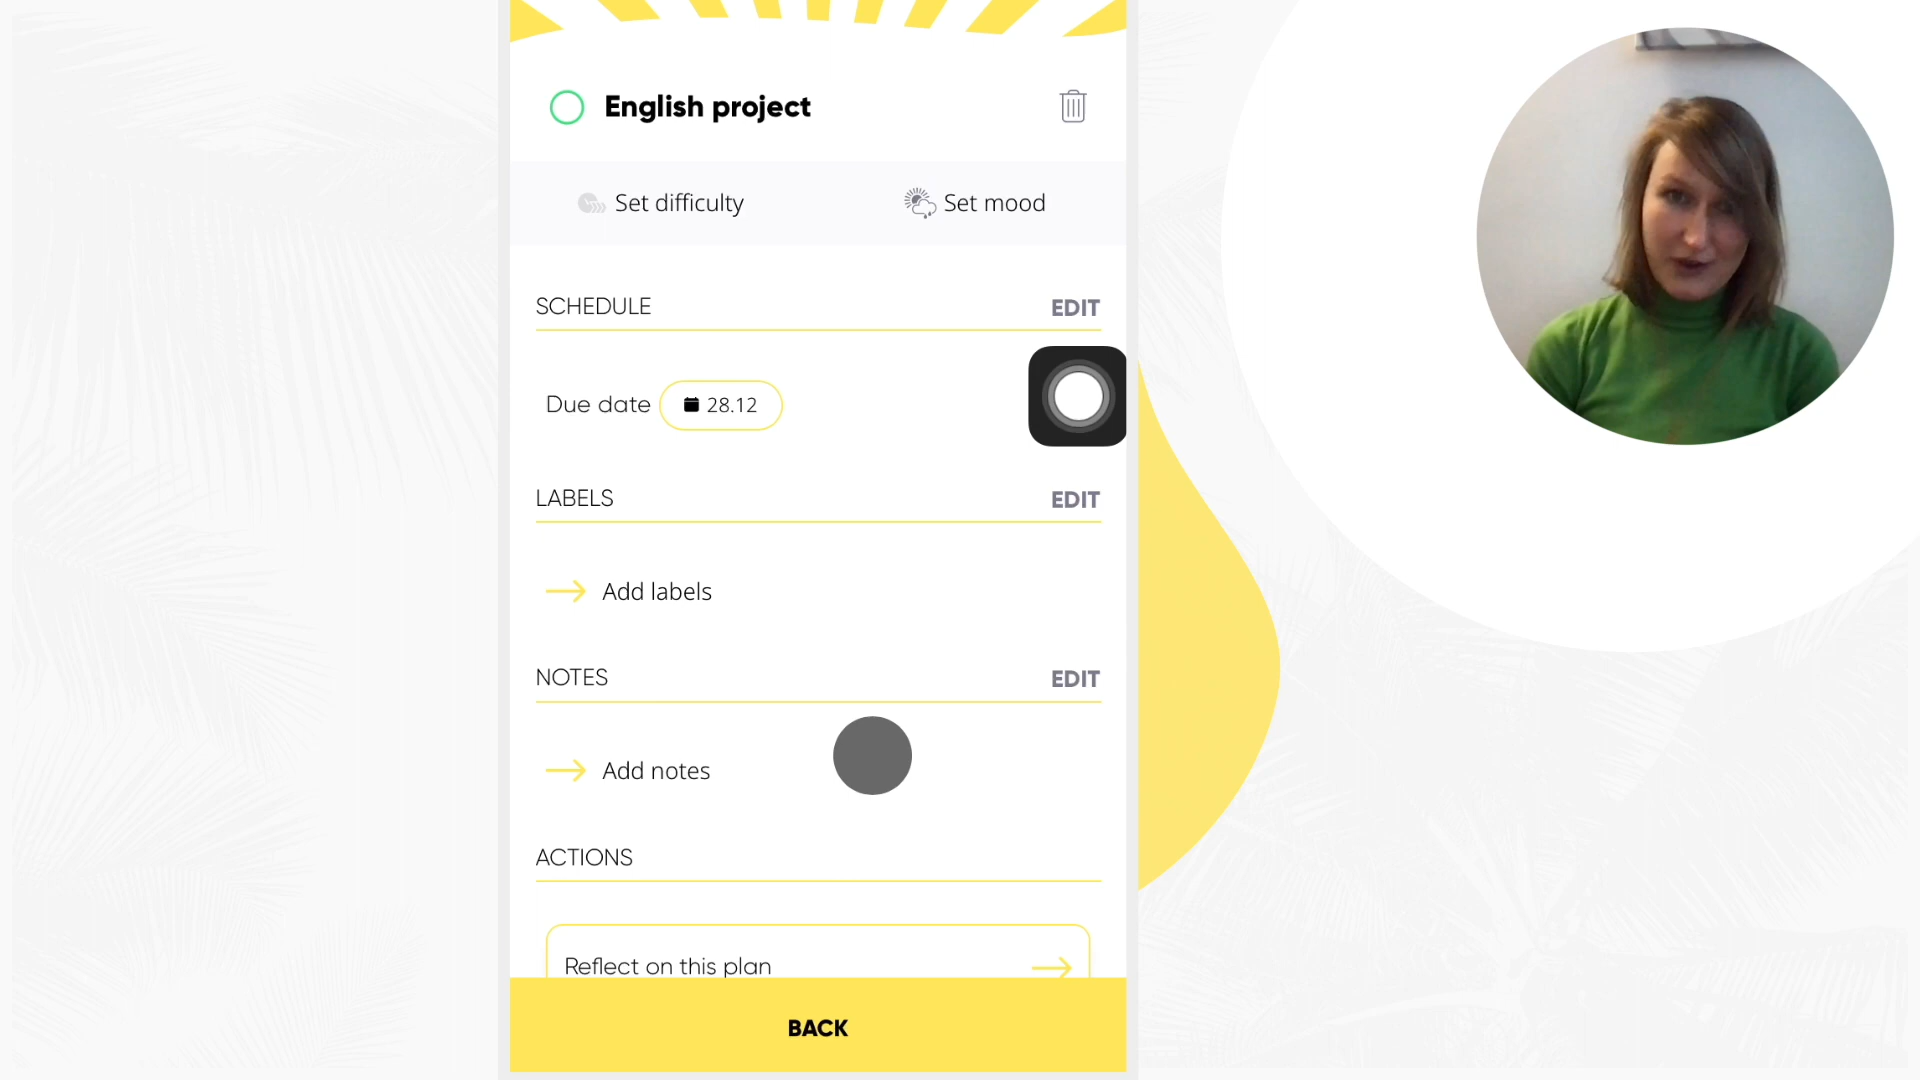 English project
Set difficulty
Set mood
SCHEDULE
EDIT
Due date
28.12
LABELS
EDIT
Add labels
NOTES
EDIT
Add notes
ACTIONS
Reflect on this plan
BACK